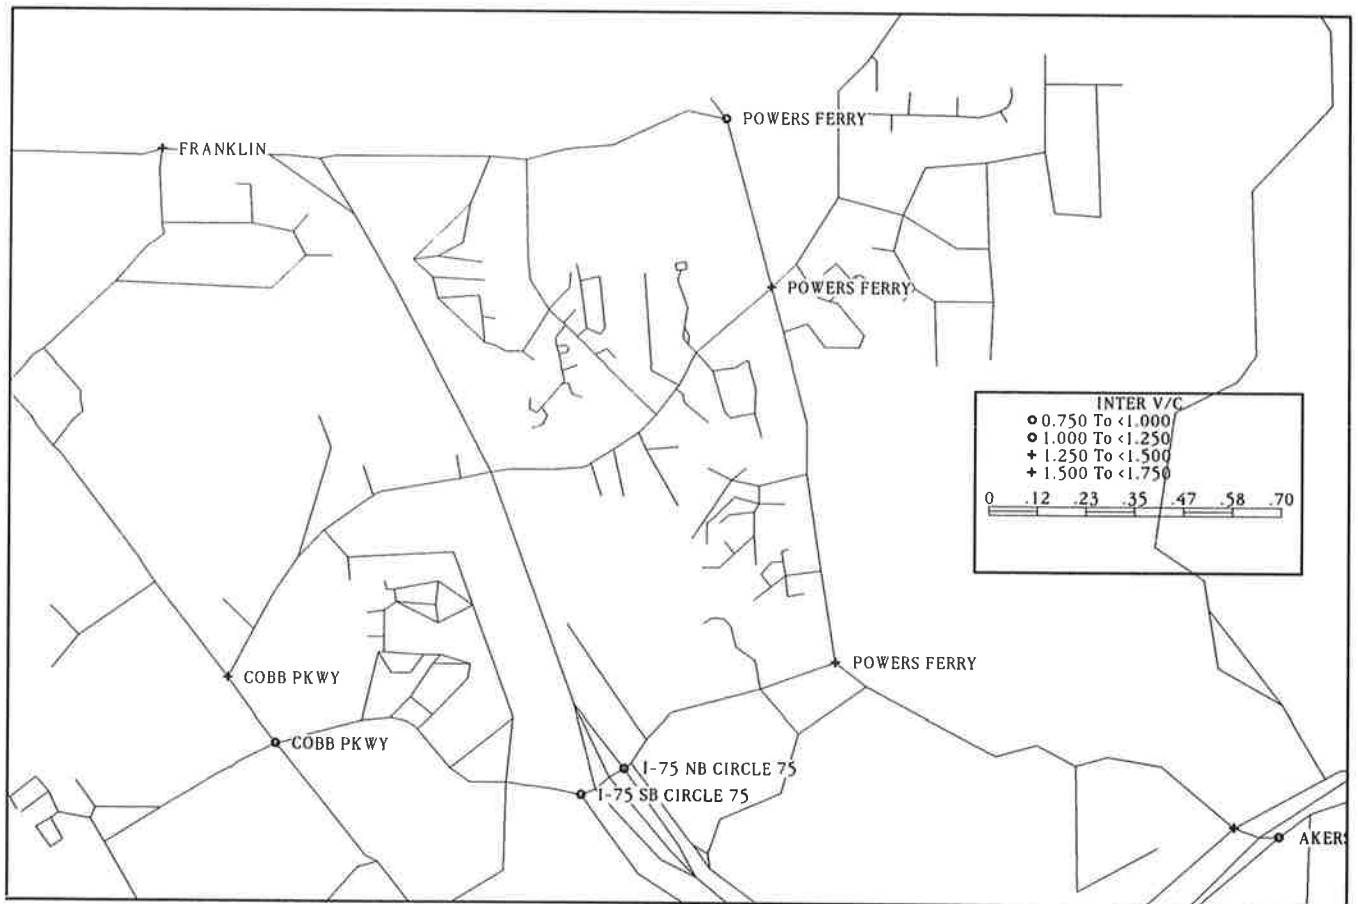 POWERS FERRY
FRANKLIN
POWERS FERRY
INTER V/C
0.750 To <1.000
1.000 To <1.250
1.250 To <1.500
1.500 To <1.750
0 .12 .23 .35 .47 .58 .70
POWERS FERRY
COBB PKWY
COBB PKWY
I-75 NB CIRCLE 75
I-75 SB CIRCLE 75
AKERS